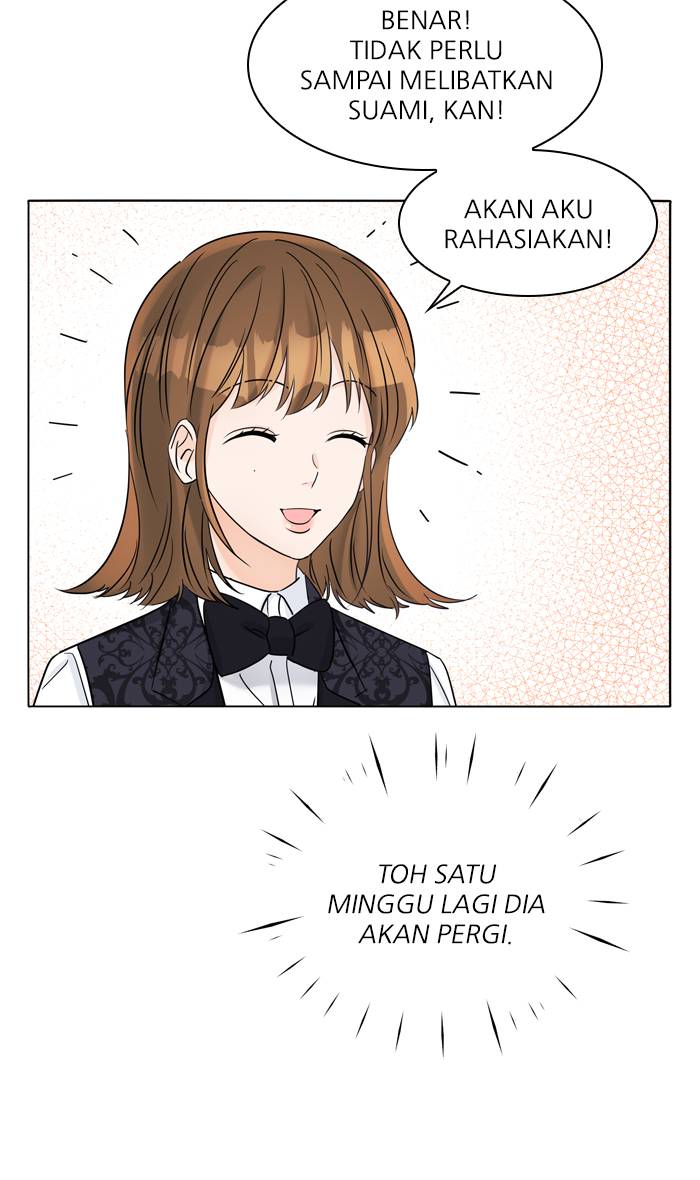 BENAR!
TIDAK PERLU
SAMPAI MELIBATKAN
SUAMI, KAN!
AKAN AKU
RAHASIAKAN!
TOH SATU
MINGGU LAGI DIA
AKAN PERGI.